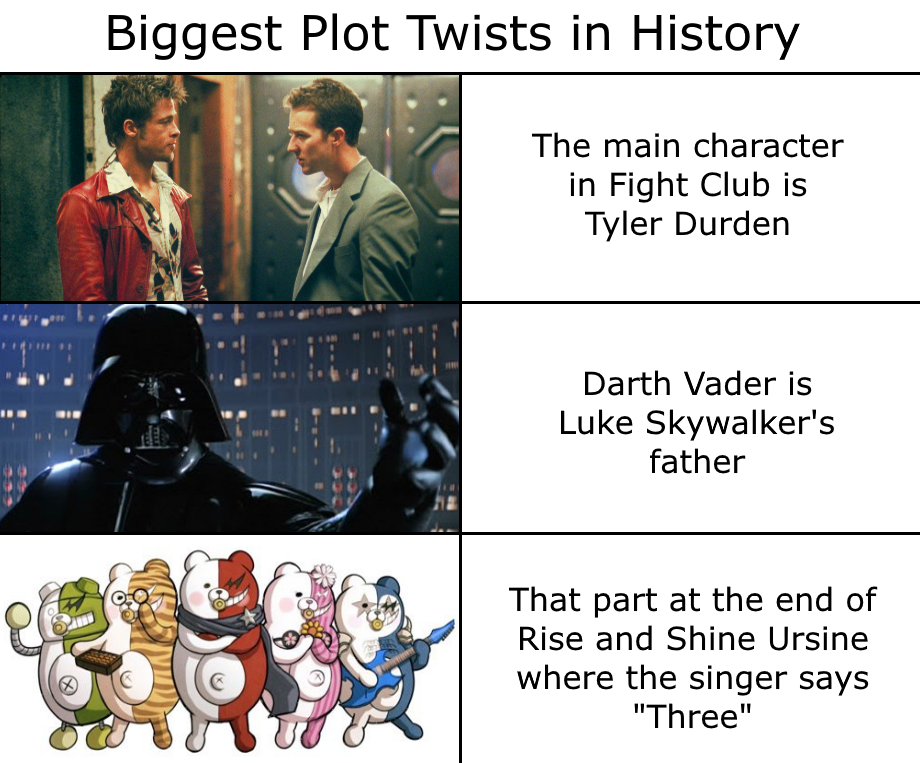 Biggest Plot Twists in History
The main character
in Fight Club is
Tyler Durden
Darth Vader is
Luke Skywalker's
father
That part at the end of
Rise and Shine Ursine
where the singer says
"Three"